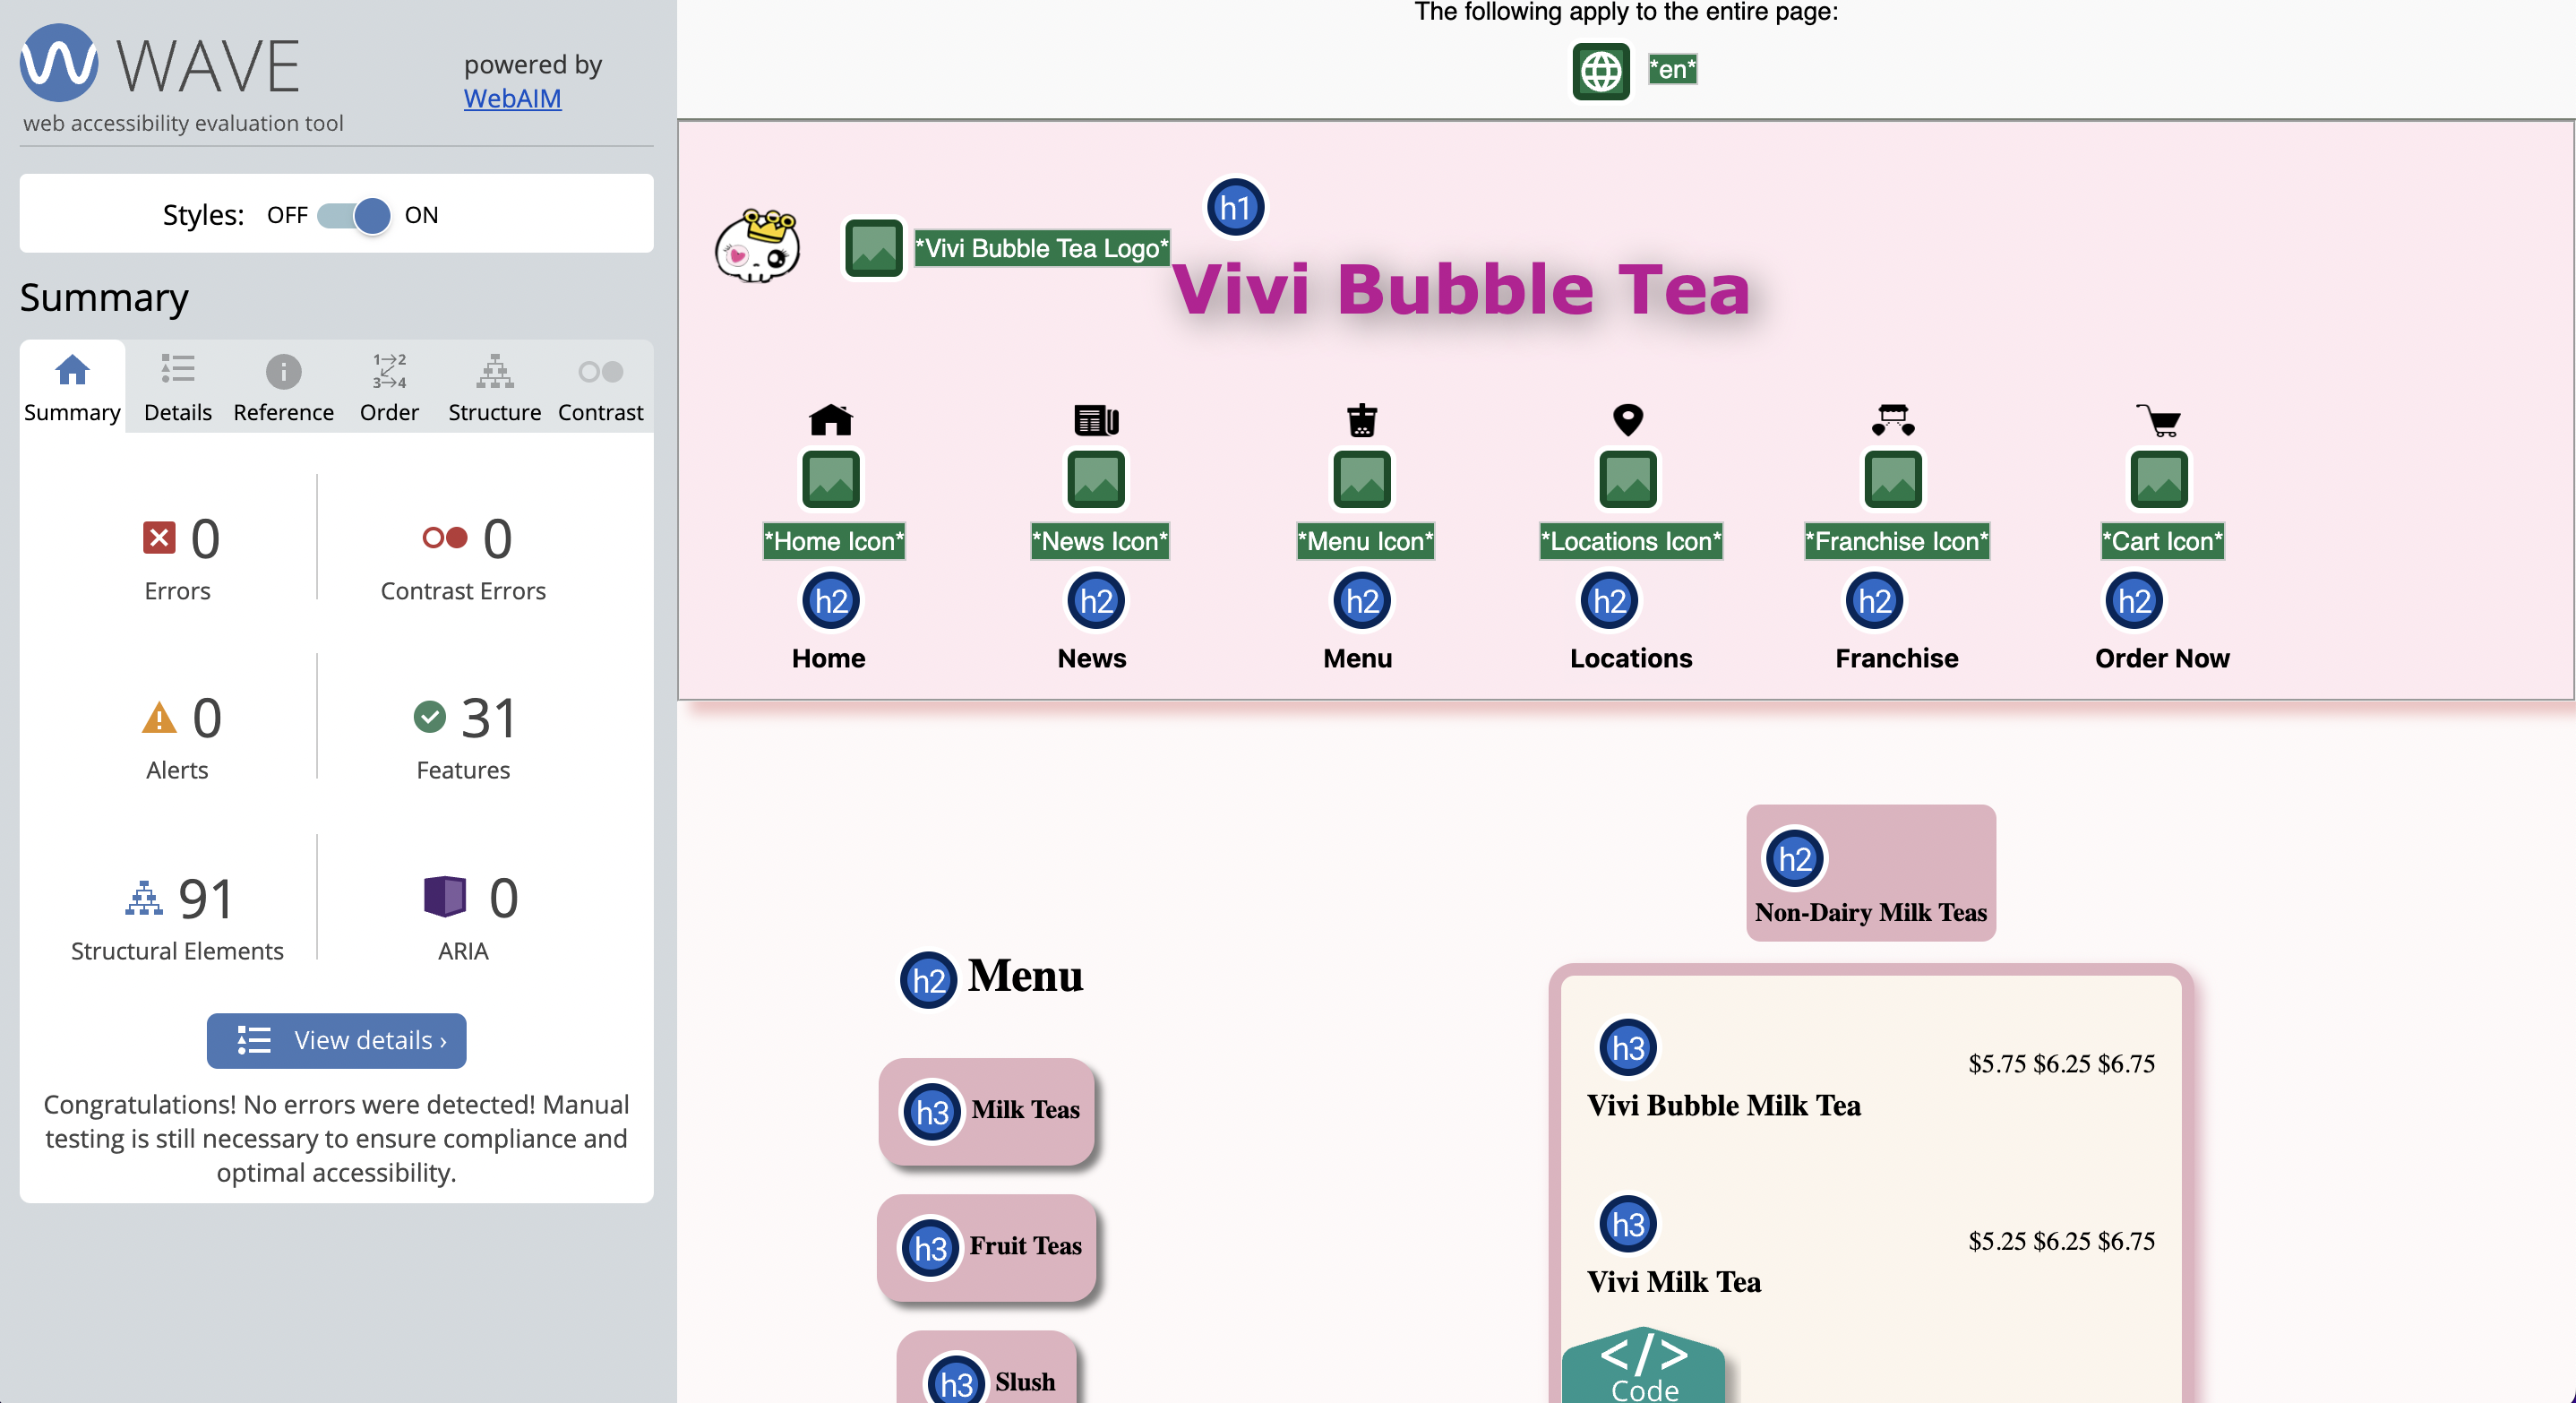 WAVE
powered by
WebAIM
web accessibility evaluation tool
Styles: OFF ON
Summary
Summary
Details
Reference
1→2
3→4
Order
Structure
Contrast
0
Errors
0
Contrast Errors
0
Alerts
31
Features
91
Structural Elements
0
ARIA
View details ›
Congratulations! No errors were detected! Manual
testing is still necessary to ensure compliance and
optimal accessibility.
The following apply to the entire page:
*en*
*Vivi Bubble Tea Logo*
h1
Vivi Bubble Tea
*Home Icon*
h2
Home
*News Icon*
h2
News
*Menu Icon*
h2
Menu
*Locations Icon*
h2
Locations
*Franchise Icon*
h2
Franchise
*Cart Icon*
h2
Order Now
h2 Menu
h3 Milk Teas
h3 Fruit Teas
h3 Slush
h2
Non-Dairy Milk Teas
h3
Vivi Bubble Milk Tea
$5.75 $6.25 $6.75
h3
Vivi Milk Tea
$5.25 $6.25 $6.75
</>
Code